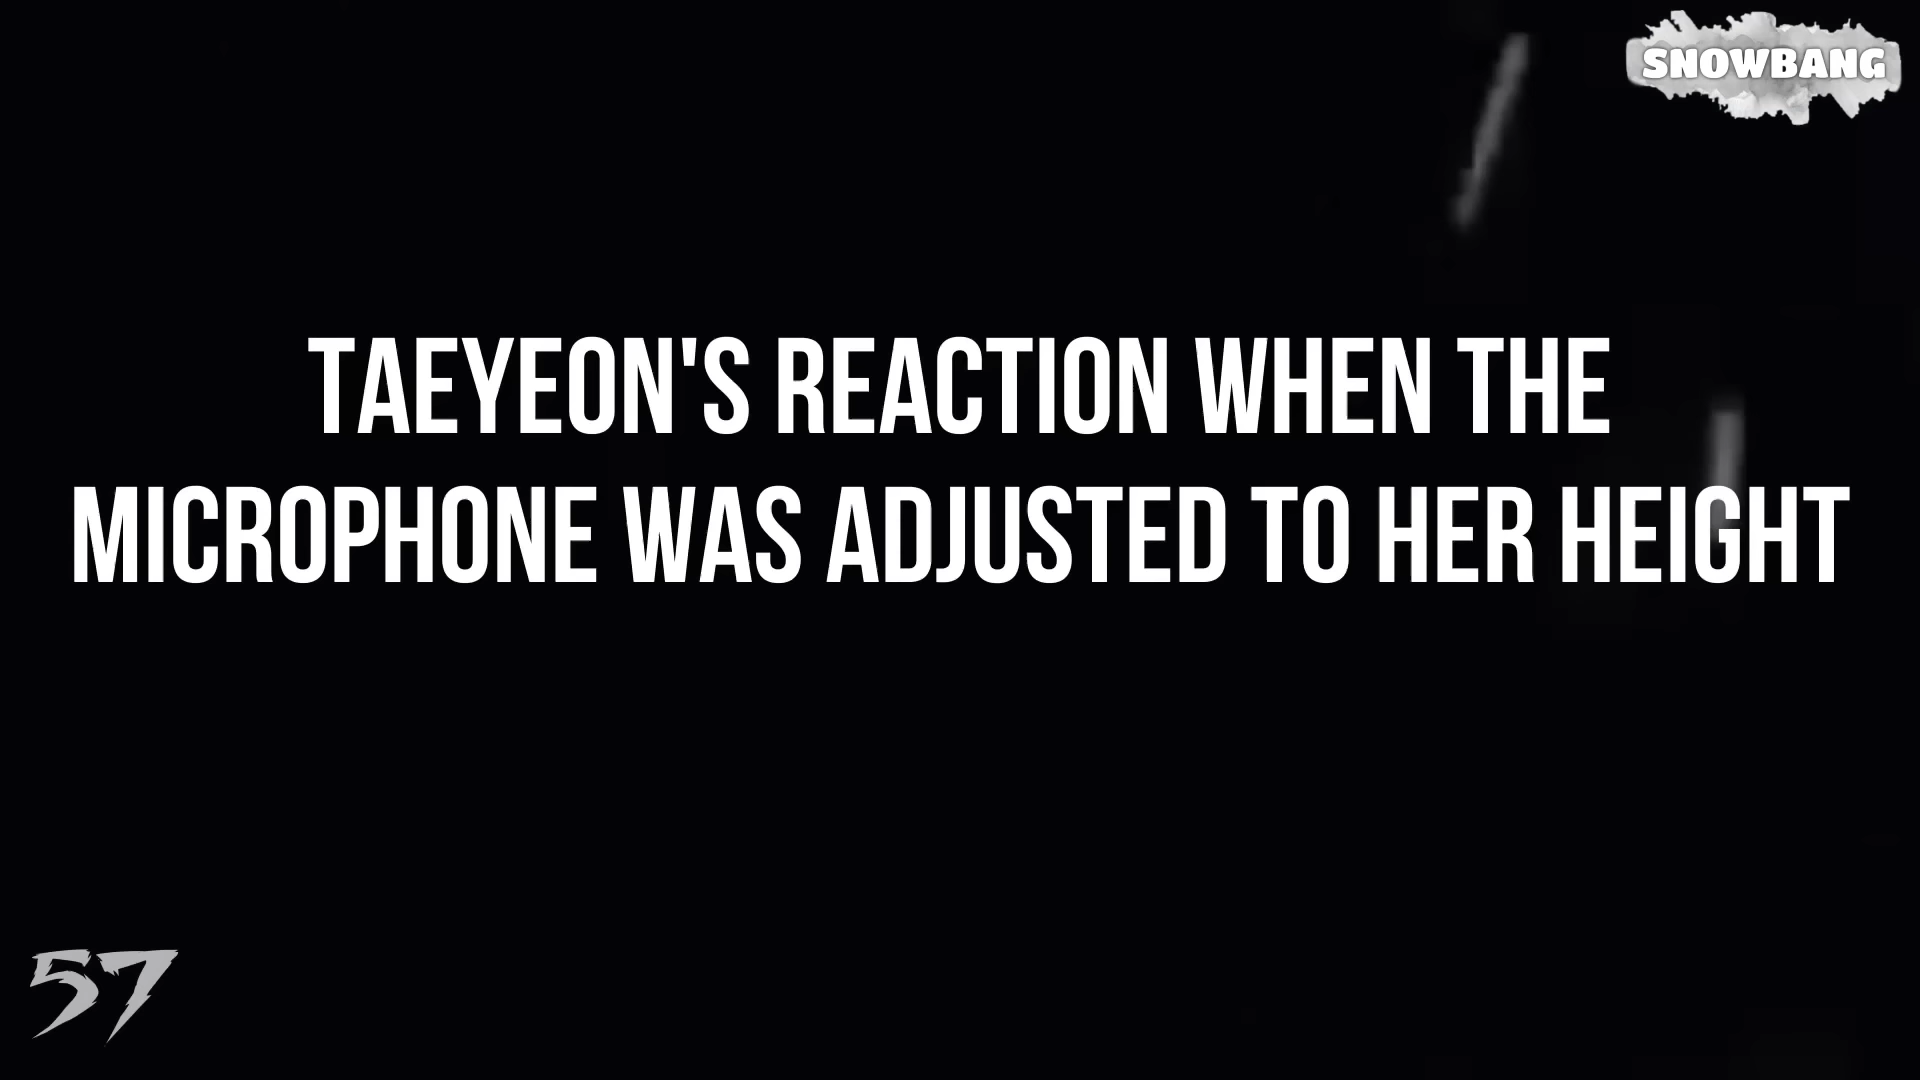 SNOWBANG
TAEYEON'S REACTION WHEN THE
MICROPHONE WAS ADJUSTED TO HER HEIGHT
57